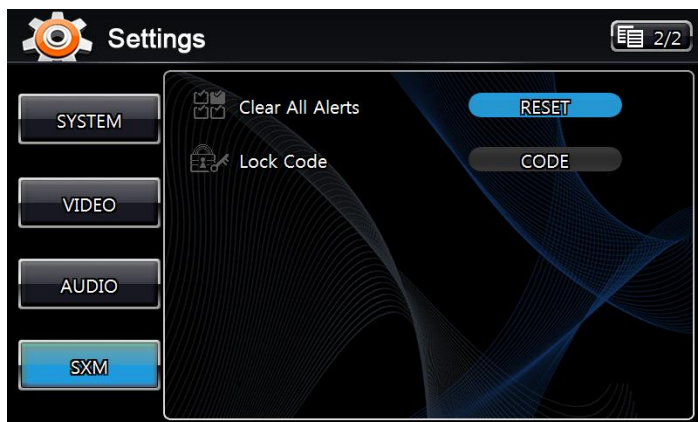 Settings
2/2
SYSTEM
VIDEO
AUDIO
SXM
Clear All Alerts RESET
Lock Code CODE